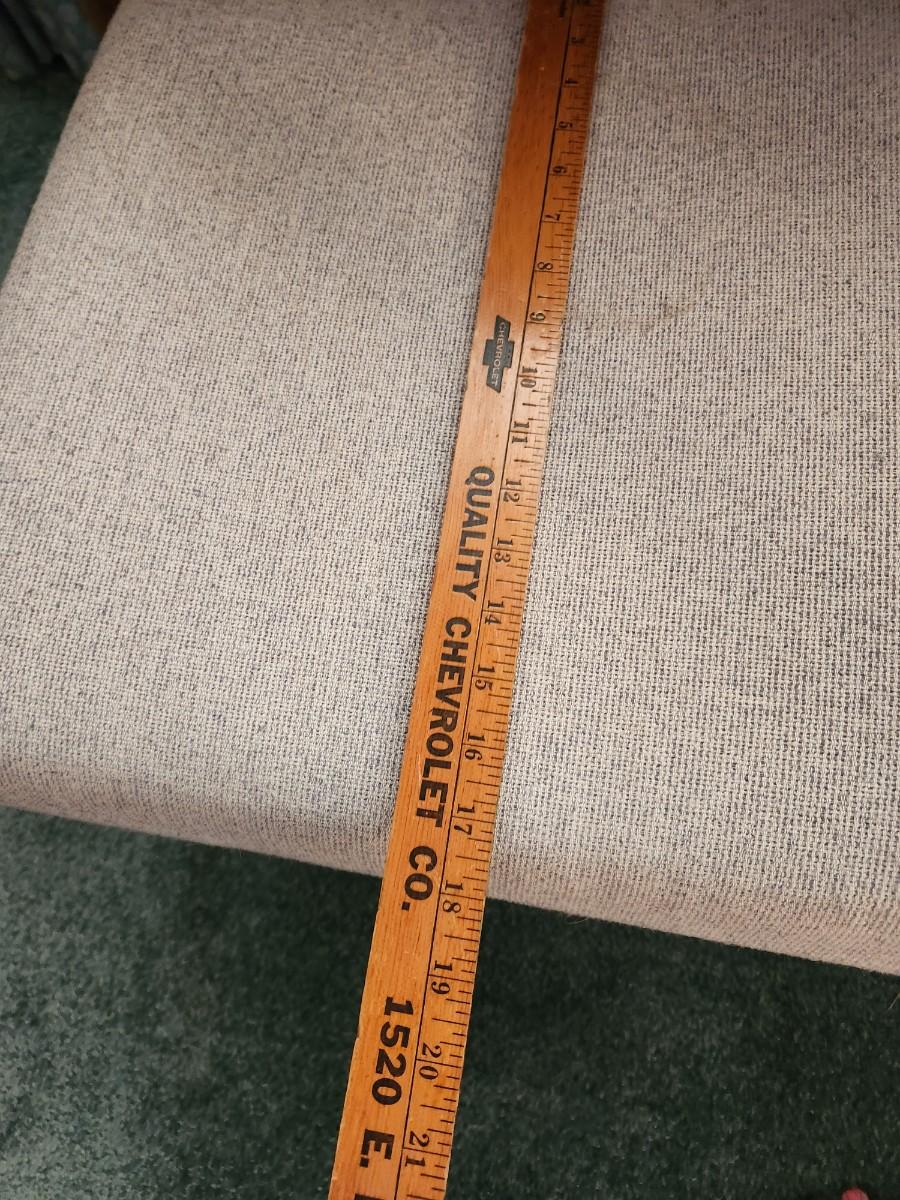 3 4 5 6 7 8 9 10 11 12 13 14 15 16 17 18 19 20 21
CHEVROLET
QUALITY CHEVROLET CO. 1520 E.